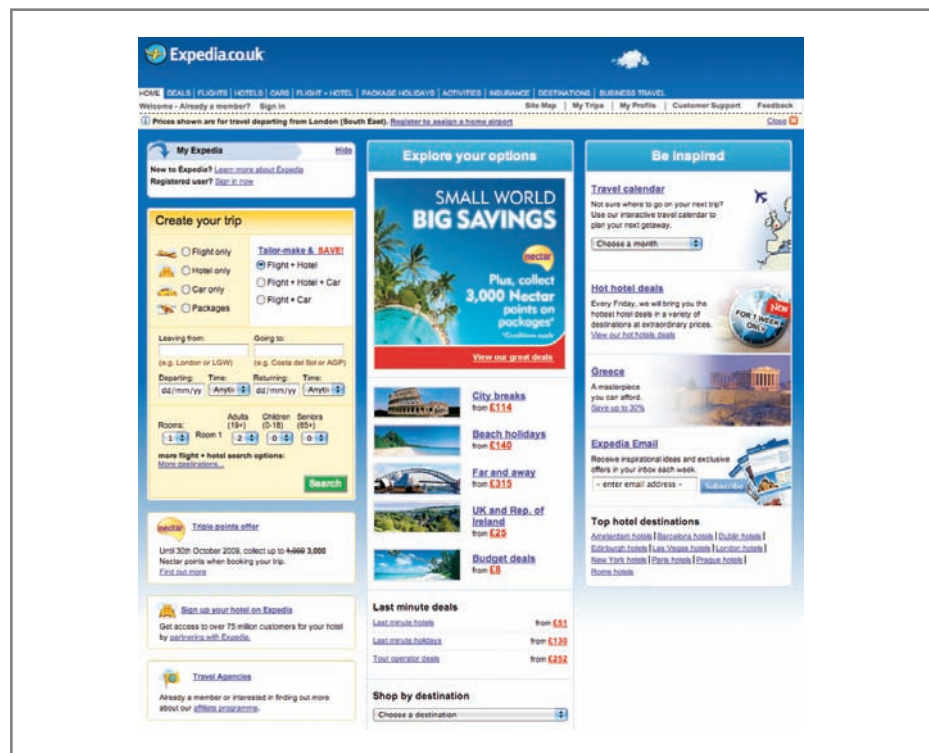 Expedia.co.uk
HOME | DEALS | FLIGHTS | HOTELS | CARS | FLIGHT + HOTEL | PACKAGE HOLIDAYS | ACTIVITIES | INSURANCE | DESTINATIONS | BUSINESS TRAVEL
Welcome - Already a member? Sign in
Site Map | My Trips | My Profile | Customer Support Feedback
Prices shown are for travel departing from London (South East). Register to assign a home airport
Close
My Expedia
Hide
New to Expedia? Learn more about Expedia
Registered user? Sign in now
Create your trip
Flight only
Hotel only
Car only
Packages
Tailor-make & SAVE!
Flight + Hotel
Flight + Hotel + Car
Flight + Car
Leaving from: Going to:
(e.g. London or LGW) (e.g. Costa del Sol or AGP)
Departing: Time: Returning: Time:
dd/mm/yy Anyti dd/mm/yy Anyti
Adults Children Seniors
Rooms: (19+) (0-18) (65+)
1 Room 1 2 0 0
more flight + hotel search options:
More destinations...
Search
nectar Triple points offer
Until 30th October 2009, collect up to 1,000 3,000
Nectar points when booking your trip.
Find out more
Sign up your hotel on Expedia
Get access to over 75 million customers for your hotel
by partnering with Expedia.
Travel Agencies
Already a member or interested in finding out more
about our affiliate programme.
Explore your options
SMALL WORLD
BIG SAVINGS
nectar
Plus, collect
3,000 Nectar
points on
packages*
*Conditions apply
View our great deals
City breaks
from £114
Beach holidays
from £140
Far and away
from £315
UK and Rep. of
Ireland
from £25
Budget deals
from £8
Last minute deals
Last minute hotels from £51
Last minute holidays from £130
Tour operator deals from £252
Shop by destination
Choose a destination
Be Inspired
Travel calendar
Not sure where to go on your next trip?
Use our interactive travel calendar to
plan your next getaway.
Choose a month
Hot hotel deals
Every Friday, we will bring you the
hottest hotel deals in a variety of
destinations at extraordinary prices.
View our hot hotels deals
NEW
FOR 1 WEEK
ONLY
Greece
A masterpiece
you can afford.
Save up to 30%
Expedia Email
Receive inspirational ideas and exclusive
offers in your inbox each week.
- enter email address - Subscribe
Top hotel destinations
Amsterdam hotels | Barcelona hotels | Dublin hotels |
Edinburgh hotels | Las Vegas hotels | London hotels |
New York hotels | Paris hotels | Prague hotels |
Rome hotels